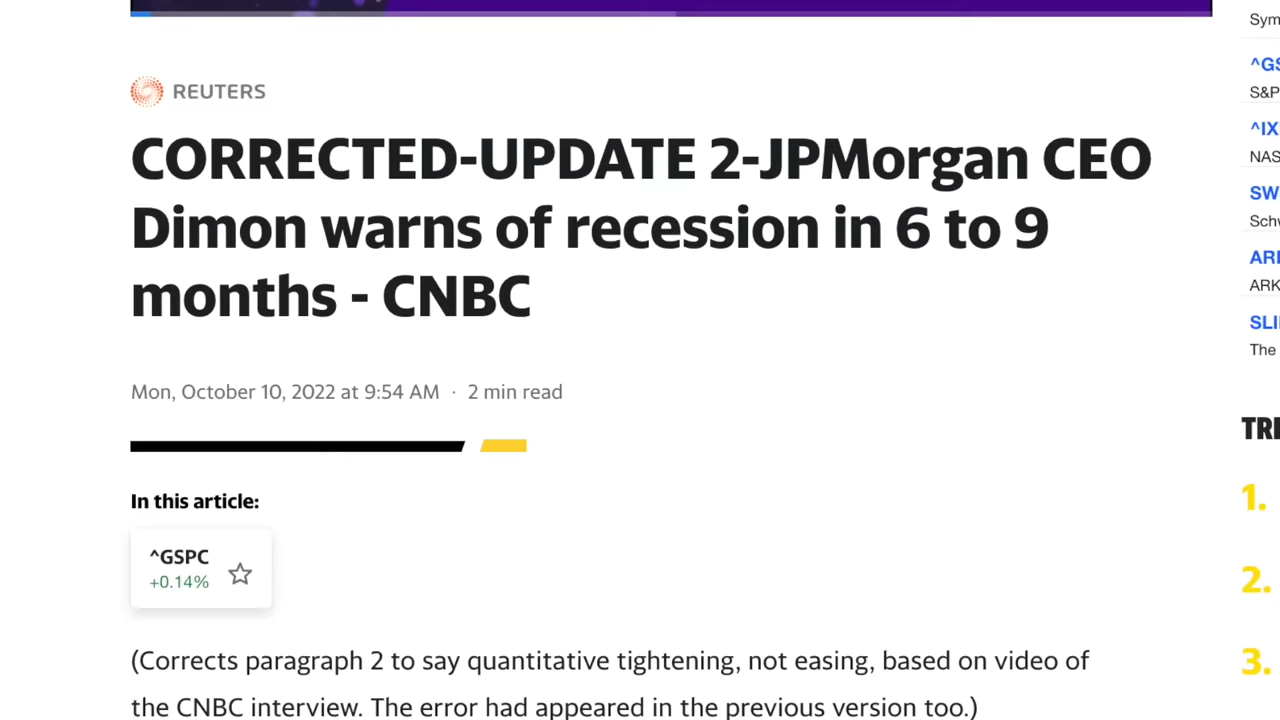 REUTERS
CORRECTED-UPDATE 2-JPMorgan CEO
Dimon warns of recession in 6 to 9
months - CNBC
Mon, October 10, 2022 at 9:54 AM · 2 min read
In this article:
^GSPC
+0.14%
(Corrects paragraph 2 to say quantitative tightening, not easing, based on video of
the CNBC interview. The error had appeared in the previous version too.)
Sym
^GS
S&P
^IX
NAS
SW
Schw
ARK
SLI
The
1.
2.
3.